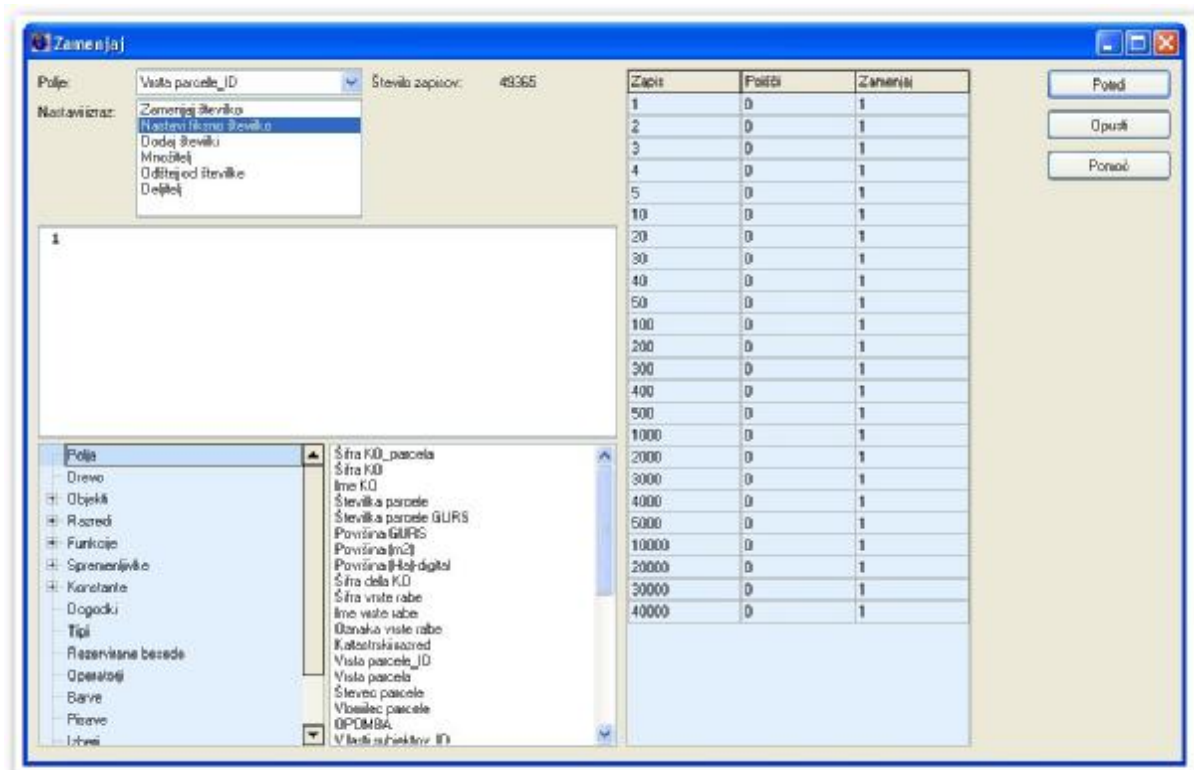 Zamenjaj
Polje: Vrsta parcele_ID Število zapisov: 49365
Nastavi izraz: Zamenjaj številko
Nastavi fiksno številko
Dodaj številki
Množitelj
Odštej od številke
Delitelj
1
Polja
Drevo
Objekti
Razredi
Funkcije
Spremenljivke
Konstante
Dogodki
Tipi
Rezervirane besede
Operatorji
Barve
Pisave
Šifra KO_parcela
Šifra KO
Ime KO
Številka parcele
Številka parcele GURS
Površina GURS
Površina (m2)
Površina (Ha)-digital
Šifra dela KO
Šifra vrste rabe
Ime vrste rabe
Oznaka vrste rabe
Katastrski razred
Vrsta parcele_ID
Vrsta parcela
Števec parcele
OPOMBA
Zapis Poišči Zamenjaj
1 0 1
2 0 1
3 0 1
4 0 1
5 0 1
10 0 1
20 0 1
30 0 1
40 0 1
50 0 1
100 0 1
200 0 1
300 0 1
400 0 1
500 0 1
1000 0 1
2000 0 1
3000 0 1
4000 0 1
5000 0 1
10000 0 1
20000 0 1
30000 0 1
40000 0 1
Potrdi
Opusti
Pomoč